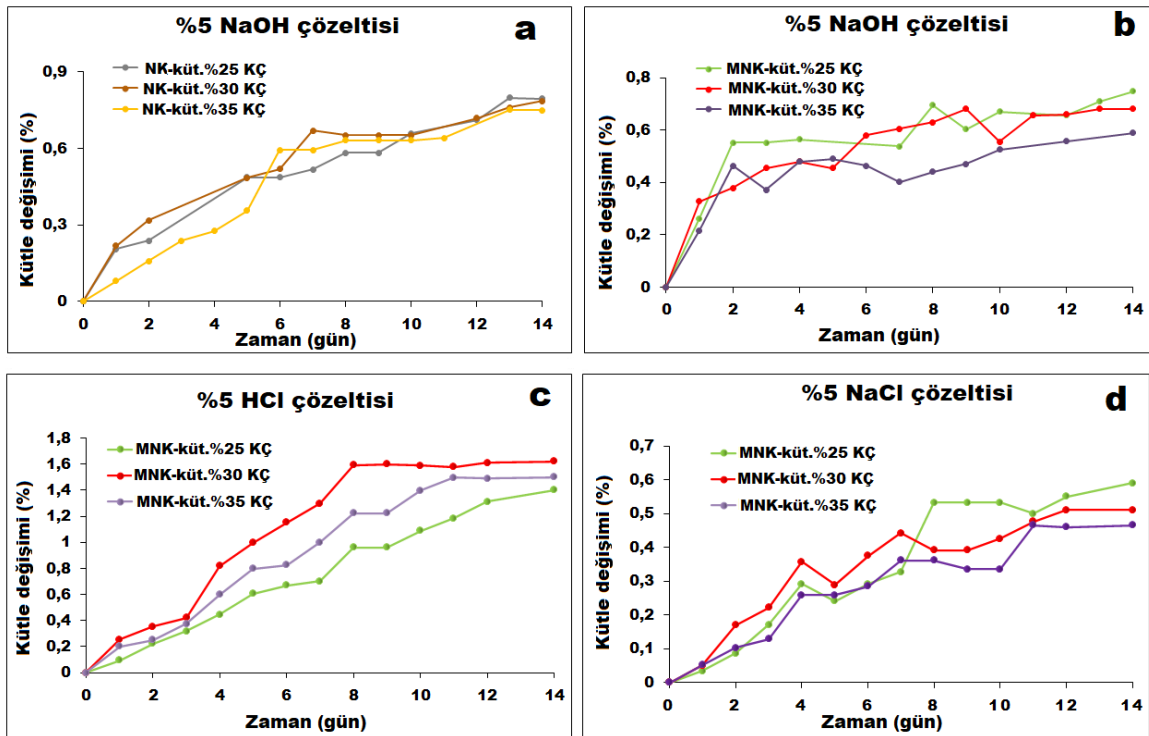 %5 NaOH çözeltisi
a
NK-küt.%25 KÇ
NK-küt.%30 KÇ
NK-küt.%35 KÇ
Kütle değişimi (%)
0,9
0,6
0,3
0
0 2 4 6 8 10 12 14
Zaman (gün)
%5 NaOH çözeltisi
b
MNK-küt.%25 KÇ
MNK-küt.%30 KÇ
MNK-küt.%35 KÇ
Kütle değişimi (%)
0,8
0,6
0,4
0,2
0
0 2 4 6 8 10 12 14
Zaman (gün)
%5 HCl çözeltisi
c
MNK-küt.%25 KÇ
MNK-küt.%30 KÇ
MNK-küt.%35 KÇ
Kütle değişimi (%)
1,8
1,6
1,4
1,2
1
0,8
0,6
0,4
0,2
0
0 2 4 6 8 10 12 14
Zaman (gün)
%5 NaCl çözeltisi
d
MNK-küt.%25 KÇ
MNK-küt.%30 KÇ
MNK-küt.%35 KÇ
Kütle değişimi (%)
0,7
0,6
0,5
0,4
0,3
0,2
0,1
0
0 2 4 6 8 10 12 14
Zaman (gün)